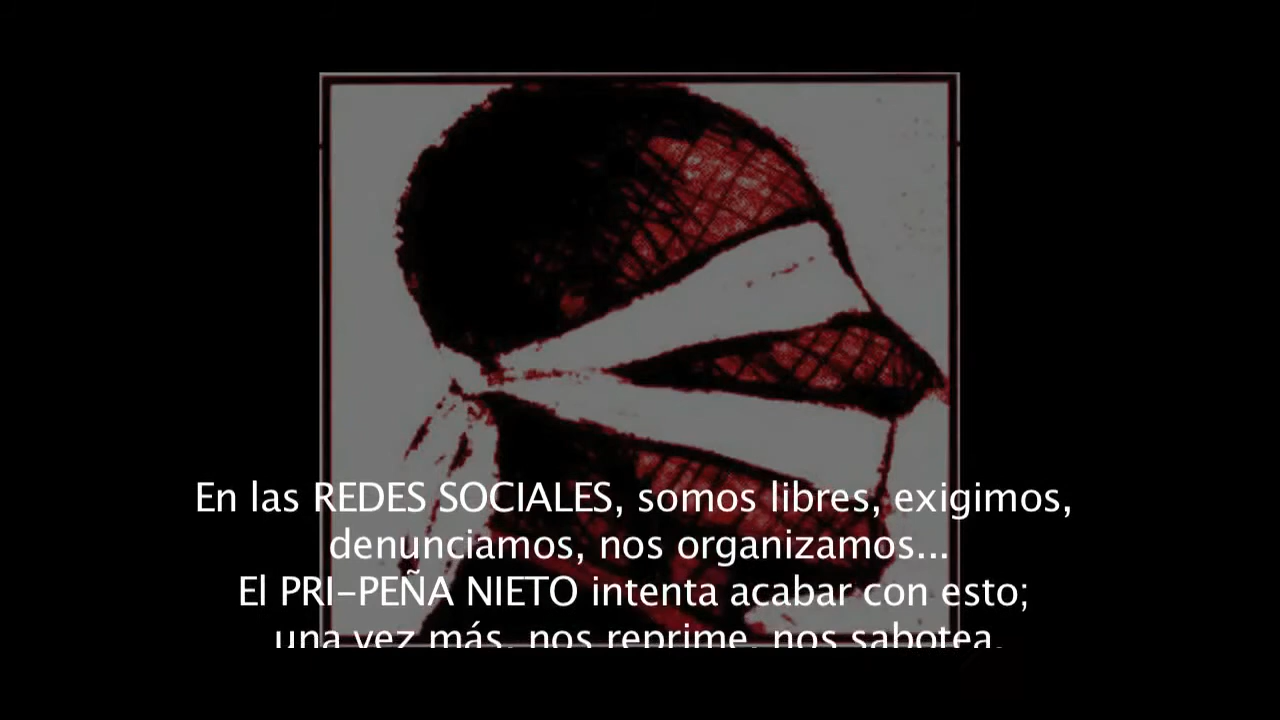 En las REDES SOCIALES, somos libres, exigimos,
denunciamos, nos organizamos...
El PRI-PEÑA NIETO intenta acabar con esto;
una vez más, nos reprime, nos sabotea.